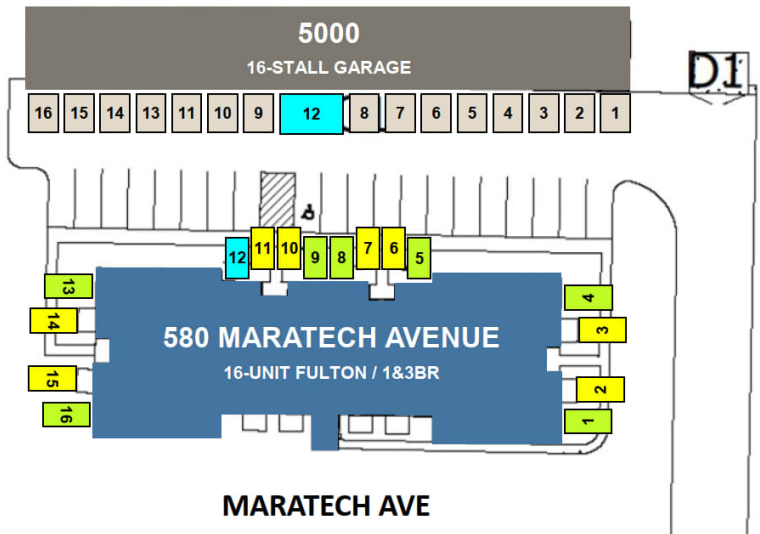 5000
16-STALL GARAGE
D1
16 15 14 13 11 10 9 12 8 7 6 5 4 3 2 1
12 11 10 9 8 7 6 5
13
14
15
16
4
3
2
1
580 MARATECH AVENUE
16-UNIT FULTON / 1&3BR
MARATECH AVE